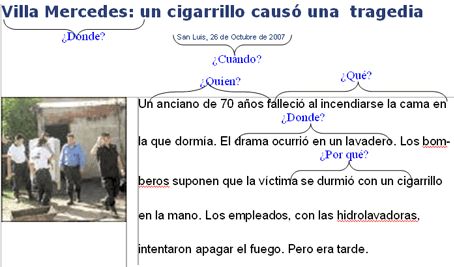 Villa Mercedes: un cigarrillo causó una tragedia
¿Dónde?
San Luis, 26 de Octubre de 2007
¿Cuándo?
¿Quien?
¿Qué?
Un anciano de 70 años falleció al incendiarse la cama en
¿Donde?
la que dormía. El drama ocurrió en un lavadero. Los bom-
¿Por qué?
beros suponen que la víctima se durmió con un cigarrillo
en la mano. Los empleados, con las hidrolavadoras,
intentaron apagar el fuego. Pero era tarde.